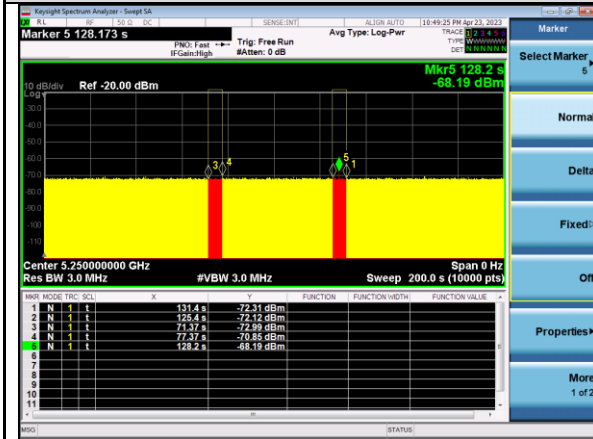 Keysight Spectrum Analyzer - Swept SA
RL RF 50 Ω DC SENSE:INT ALIGN AUTO 10:49:25 PM Apr 23, 2023
Marker 5 128.173 s
PNO: Fast
IFGain:High
Trig: Free Run
#Atten: 0 dB
Avg Type: Log-Pwr
TRACE 1 2 3 4 5 6
TYPE WWWWWW
DET N N N N N N
Mkr5 128.2 s
-68.19 dBm
10 dB/div Ref -20.00 dBm
Log
-30.0
-40.0
-50.0
-60.0
-70.0
-80.0
-90.0
-100
-110
3 4 5 1
Center 5.250000000 GHz Span 0 Hz
Res BW 3.0 MHz #VBW 3.0 MHz Sweep 200.0 s (10000 pts)
MKR MODE TRC SCL X Y FUNCTION FUNCTION WIDTH FUNCTION VALUE
1 N 1 t 131.4 s -72.31 dBm
2 N 1 t 125.4 s -72.12 dBm
3 N 1 t 71.37 s -72.99 dBm
4 N 1 t 77.37 s -70.85 dBm
5 N 1 t 128.2 s -68.19 dBm
6
7
8
9
10
11
MSG STATUS
Marker
Select Marker
5
Normal
Delta
Fixed
Off
Properties
More
1 of 2